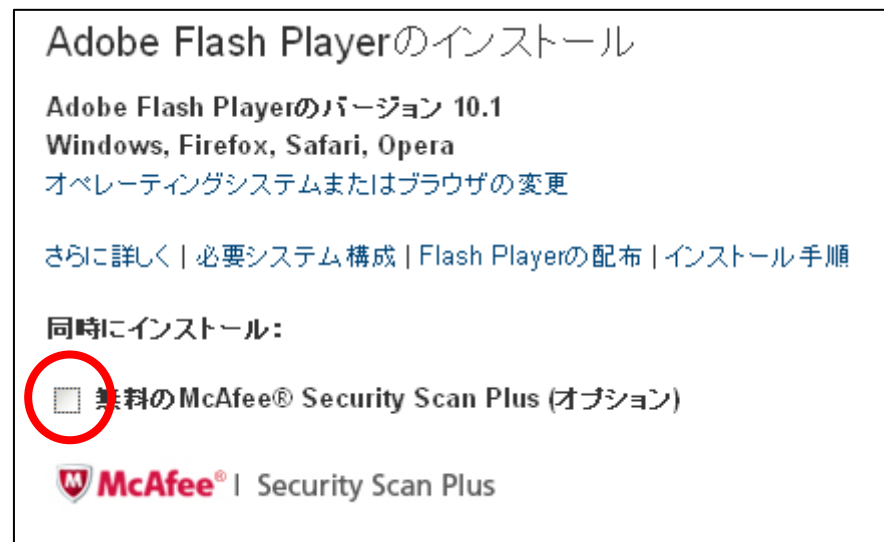 Adobe Flash Playerのインストール
Adobe Flash Playerのバージョン 10.1
Windows, Firefox, Safari, Opera
オペレーティングシステムまたはブラウザの変更
さらに詳しく | 必要システム構成 | Flash Playerの配布 | インストール手順
同時にインストール:
無料のMcAfee® Security Scan Plus (オプション)
McAfee® | Security Scan Plus